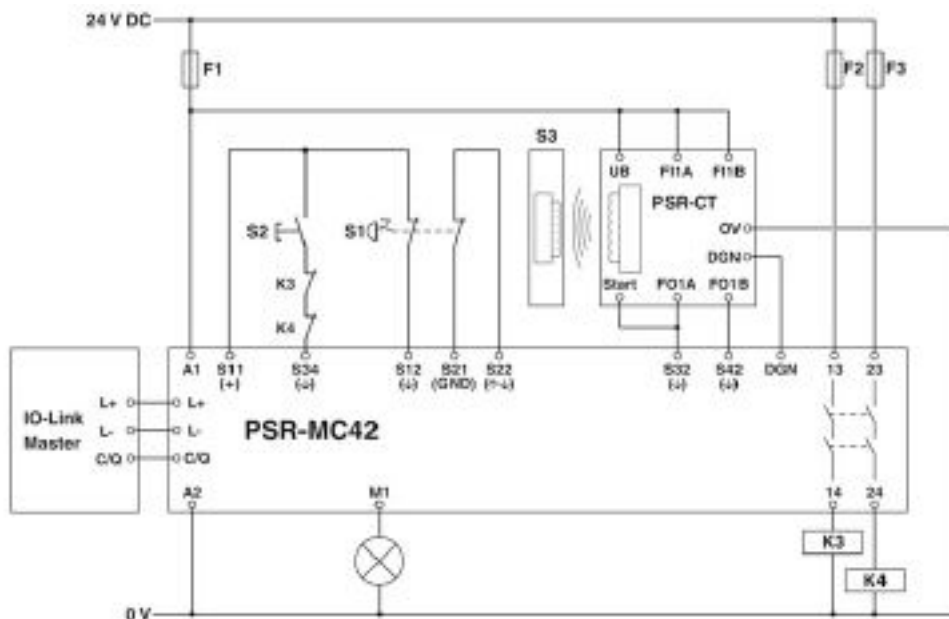 24 V DC
F1
F2
F3
S3
UB
FI1A
FI1B
PSR-CT
S2
S1
0V
DGN
K3
Start
FO1A
FO1B
K4
A1
S11
S34
S12
S21
S22
S32
S42
DGN
13
23
(+)
(↓)
(↓)
(GND)
(↓)
(↓)
IO-Link
Master
L+
L+
L-
L-
C/Q
C/Q
PSR-MC42
A2
M1
14
24
K3
K4
0 V